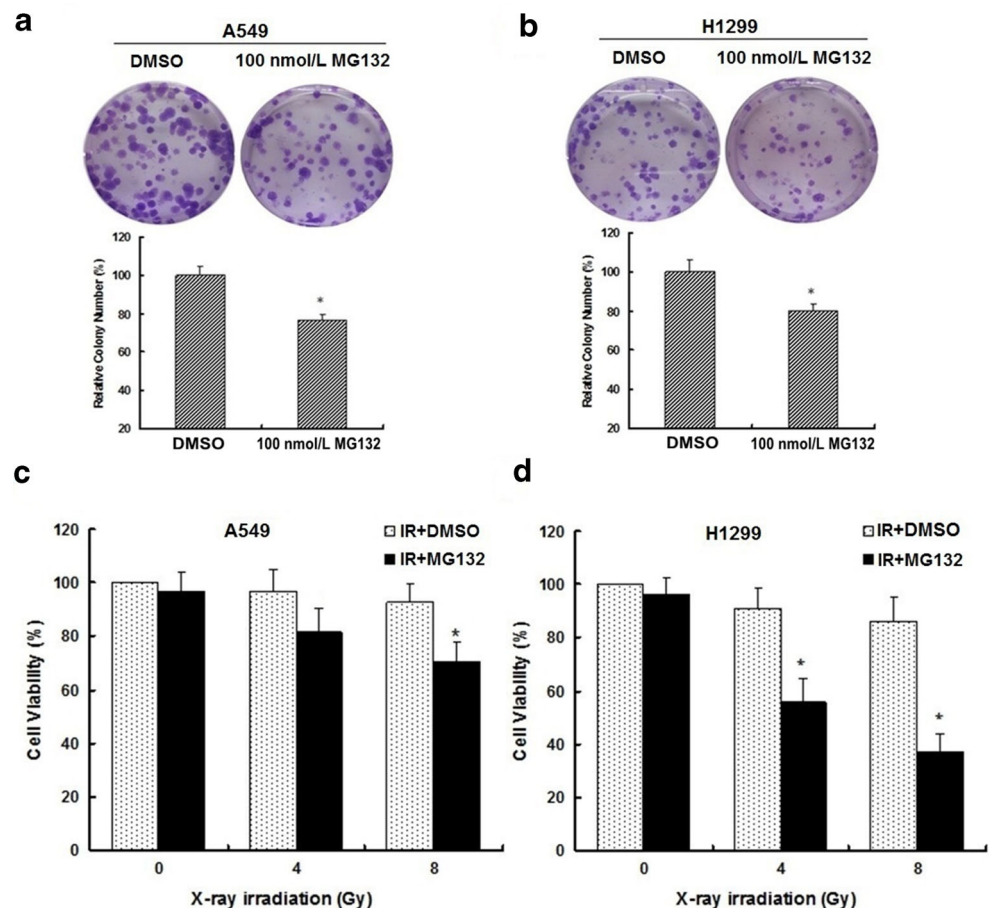 a
A549
DMSO 100 nmol/L MG132
120
100
80
60
40
20
Relative Colony Number (%)
*
DMSO 100 nmol/L MG132
b
H1299
DMSO 100 nmol/L MG132
120
100
80
60
40
20
Relative Colony Number (%)
*
DMSO 100 nmol/L MG132
c
A549
IR+DMSO
IR+MG132
120
100
80
60
40
20
0
Cell Viability (%)
*
0 4 8
X-ray irradiation (Gy)
d
H1299
IR+DMSO
IR+MG132
120
100
80
60
40
20
0
Cell Viability (%)
*
*
0 4 8
X-ray irradiation (Gy)